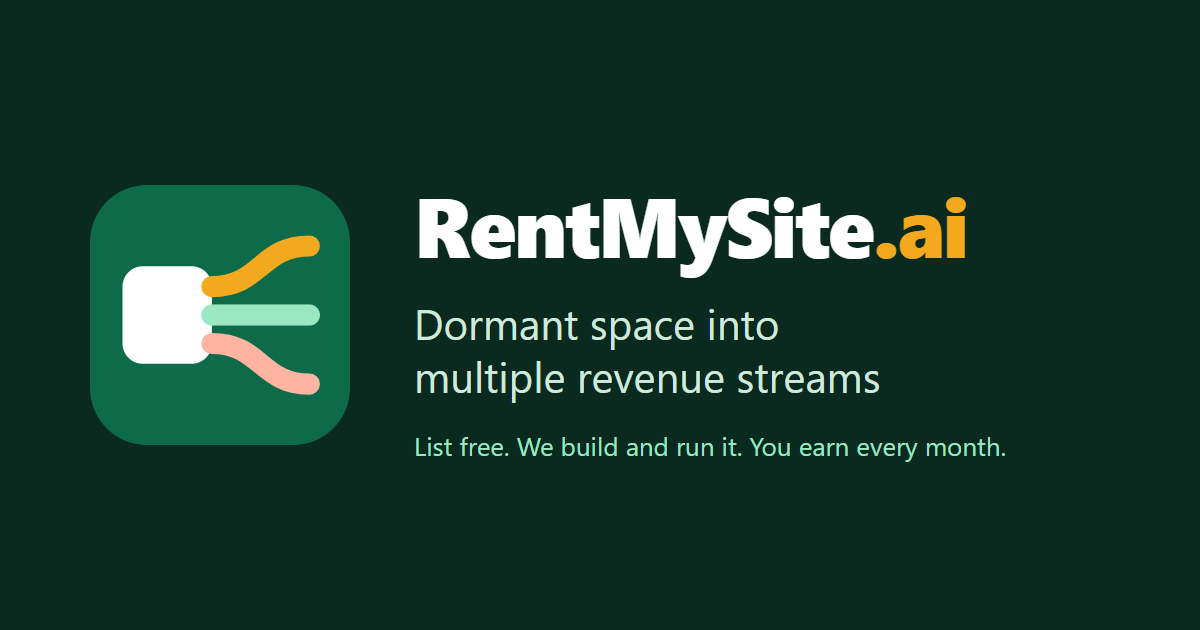 RentMySite.ai
Dormant space into
multiple revenue streams
List free. We build and run it. You earn every month.